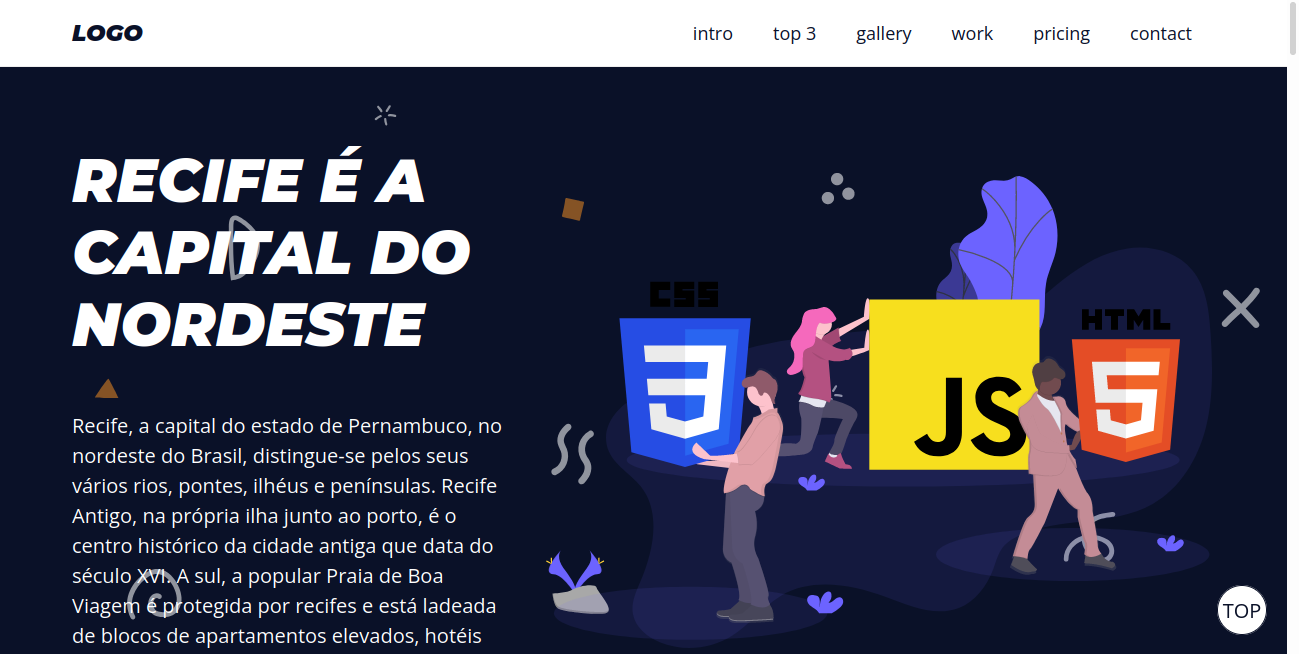 LOGO
intro top 3 gallery work pricing contact
RECIFE É A
CAPITAL DO
NORDESTE
Recife, a capital do estado de Pernambuco, no
nordeste do Brasil, distingue-se pelos seus
vários rios, pontes, ilhéus e penínsulas. Recife
Antigo, na própria ilha junto ao porto, é o
centro histórico da cidade antiga que data do
século XVI. A sul, a popular Praia de Boa
Viagem é protegida por recifes e está ladeada
de blocos de apartamentos elevados, hotéis
CSS
3
JS
HTML
5
TOP